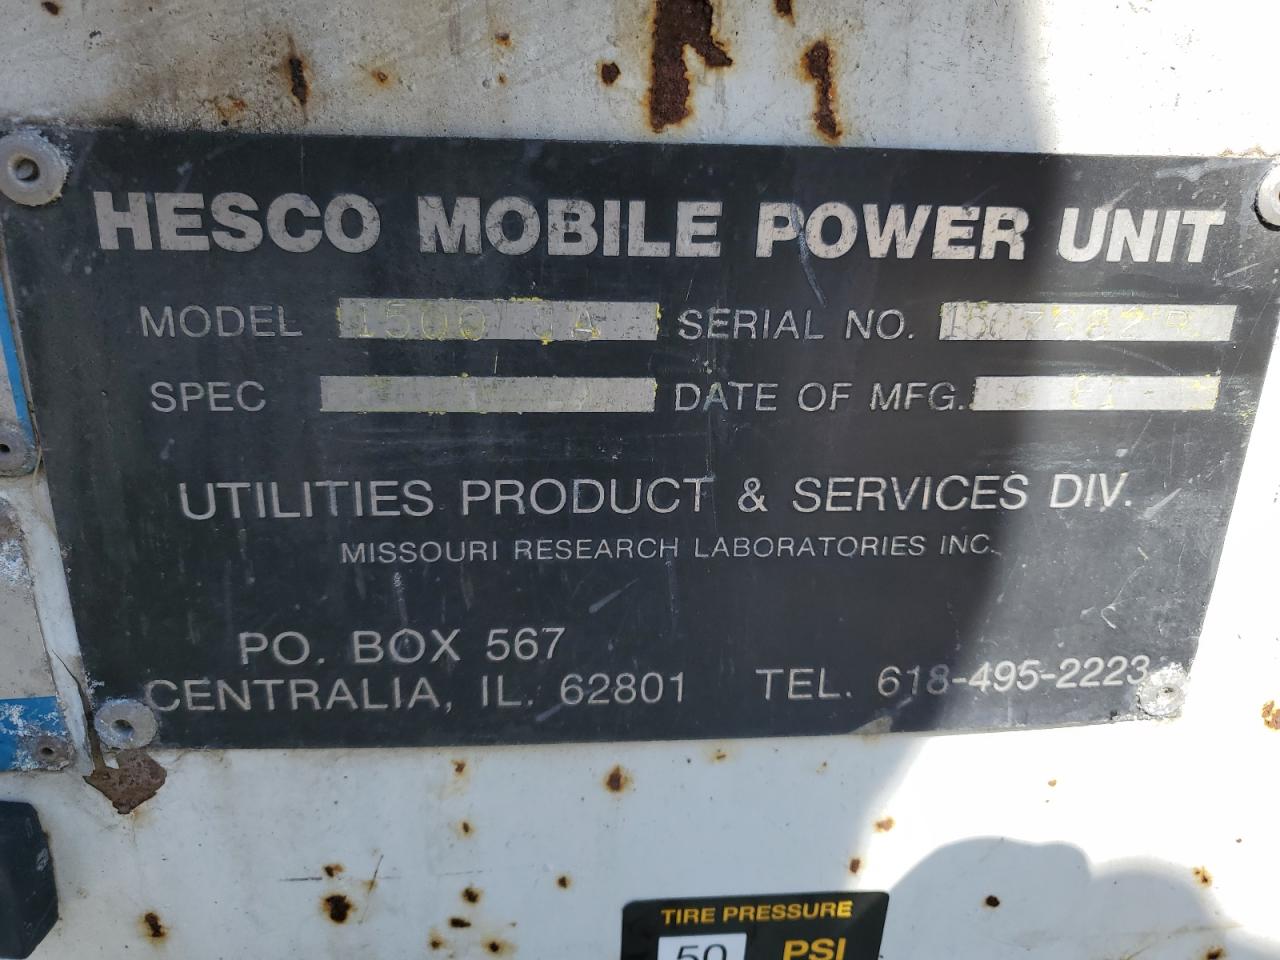 HESCO MOBILE POWER UNIT
MODEL SERIAL NO.
SPEC DATE OF MFG.
UTILITIES PRODUCT & SERVICES DIV.
MISSOURI RESEARCH LABORATORIES INC.
PO. BOX 567
CENTRALIA, IL. 62801 TEL. 618-495-2223
TIRE PRESSURE
50 PSI